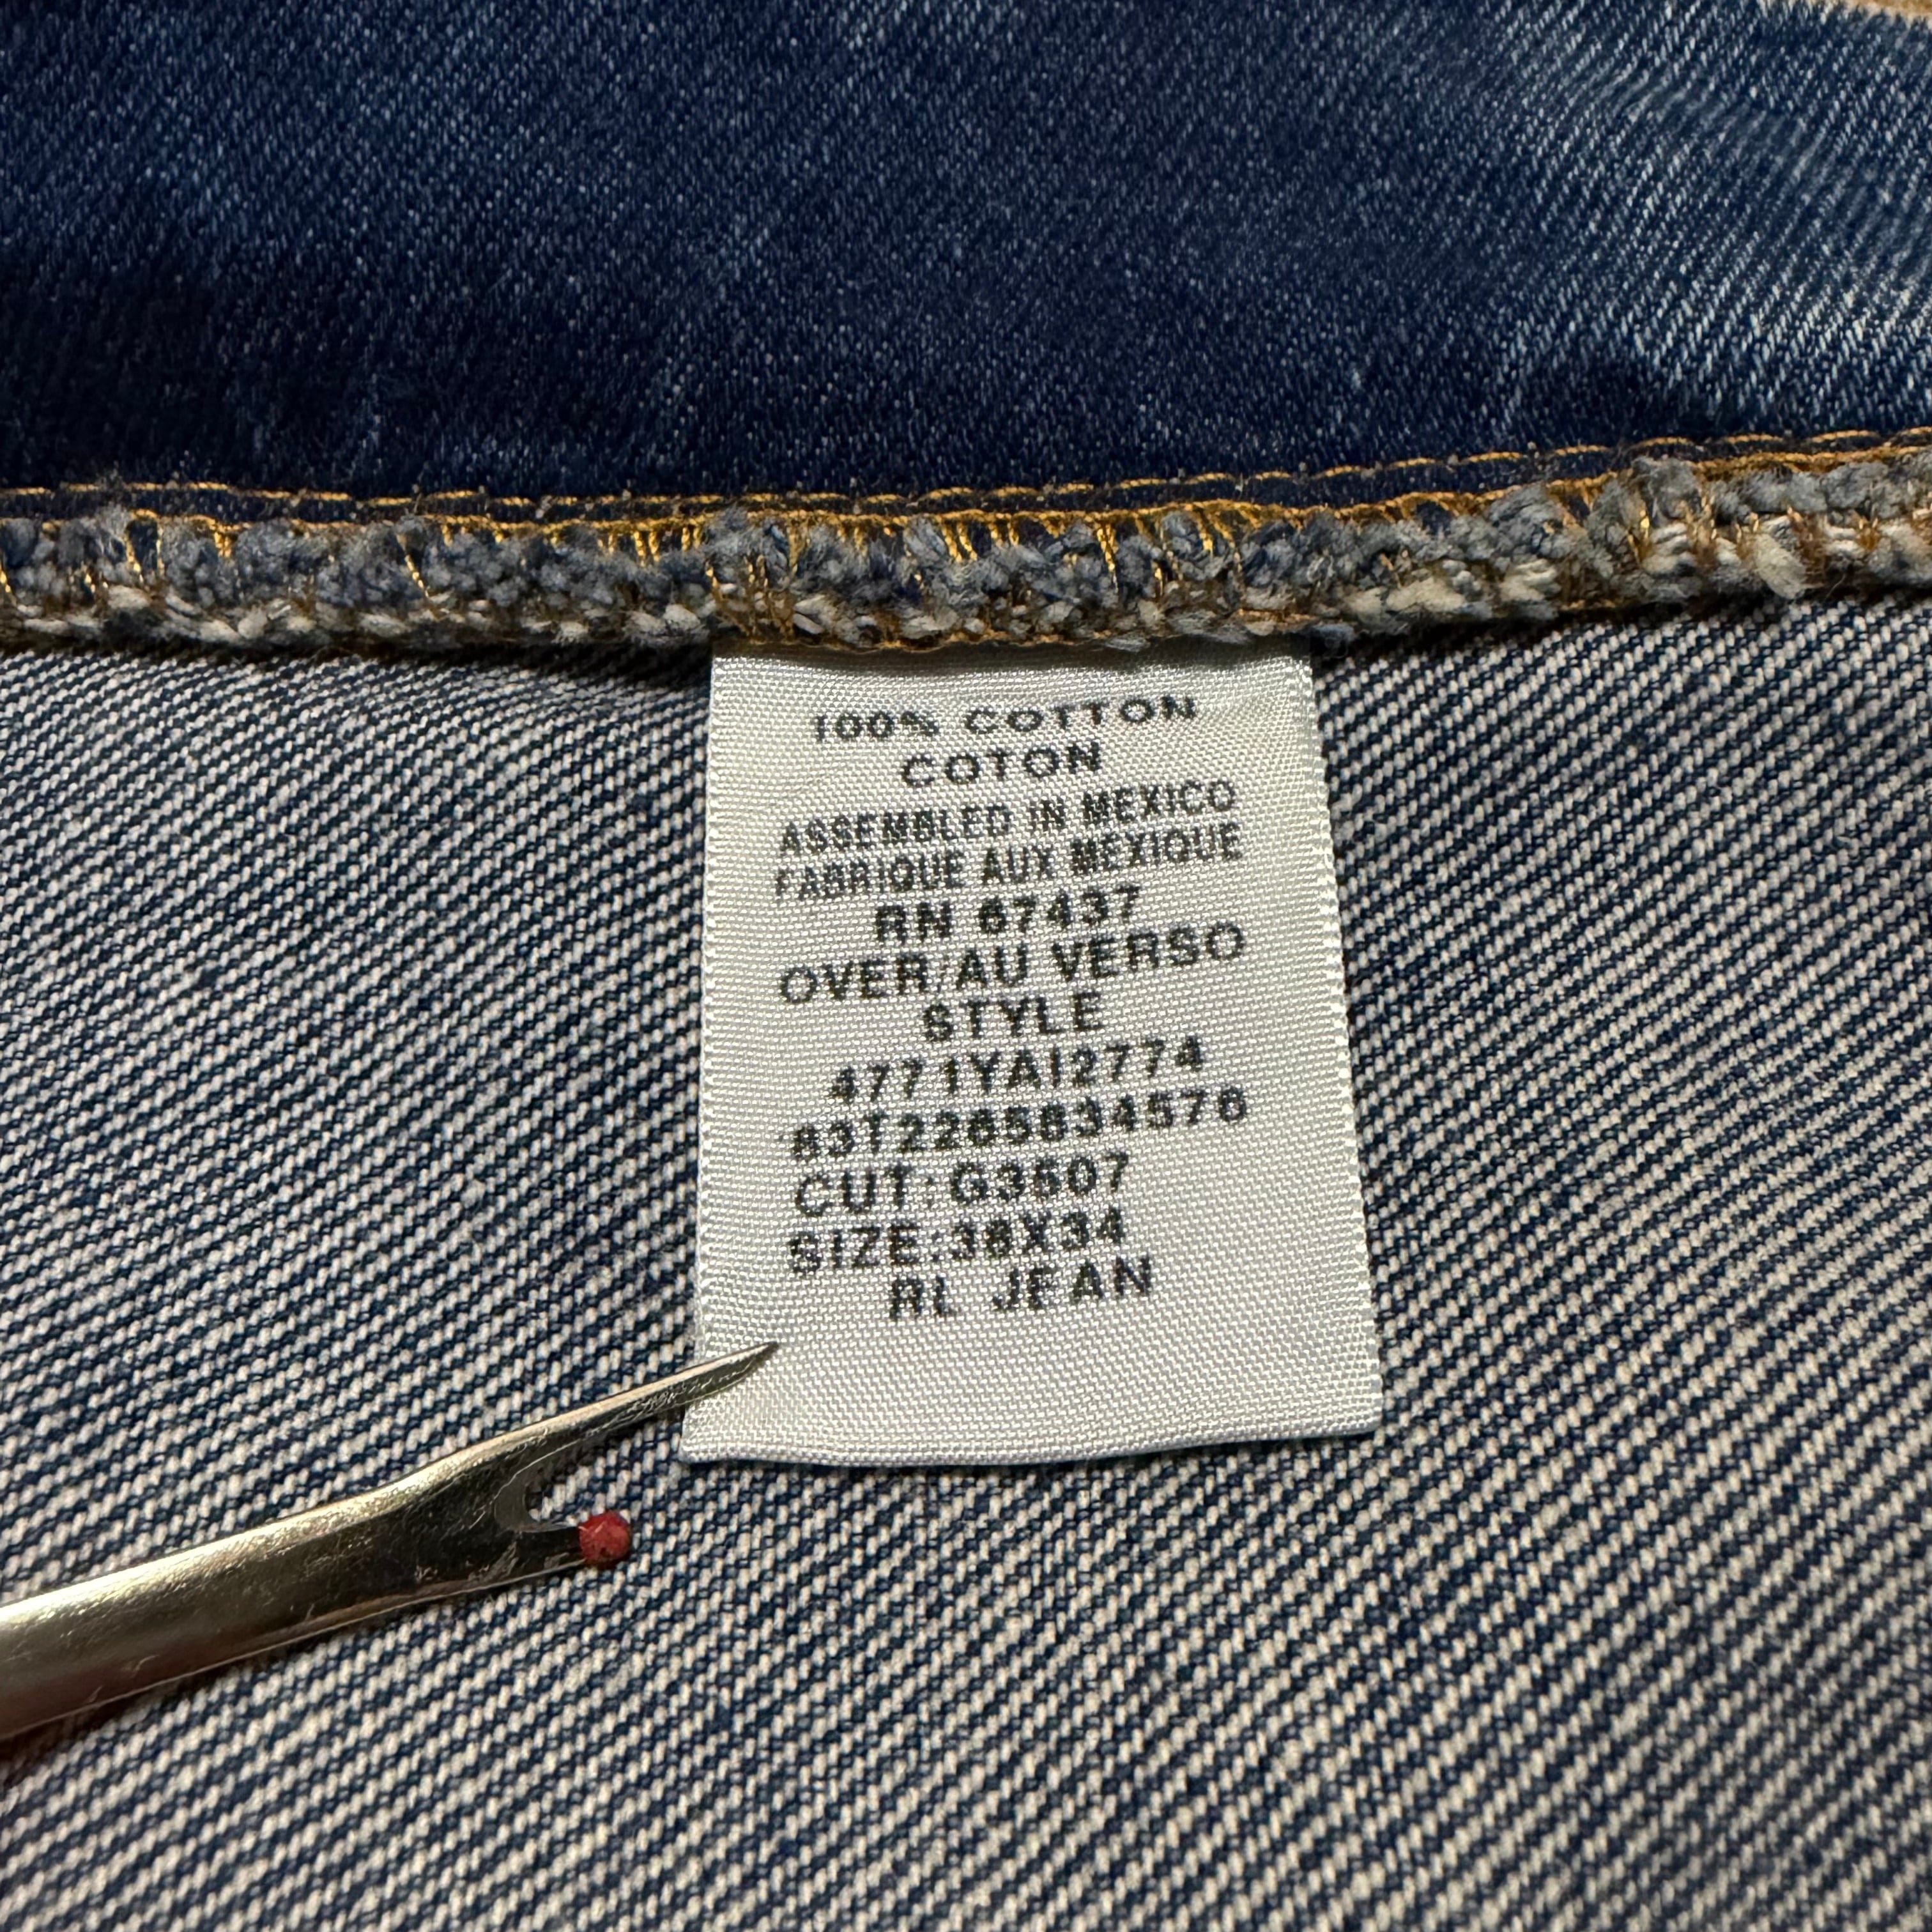 100% COTTON
COTON
ASSEMBLED IN MEXICO
FABRIQUE AUX MEXIQUE
RN 67437
OVER/AU VERSO
STYLE
4771YAI2774
CUT:G3507
SIZE:38X34
RL JEAN